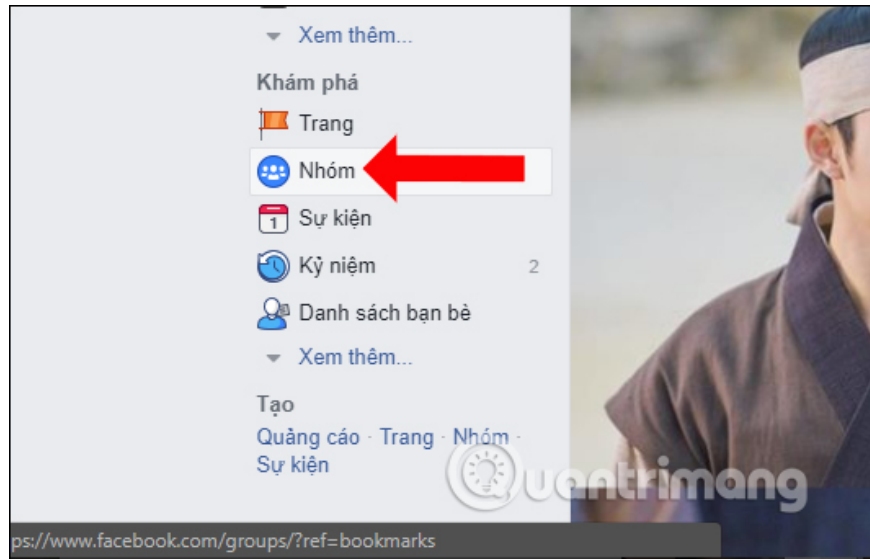 Xem thêm...
Khám phá
Trang
Nhóm
1
Sự kiện
Kỷ niệm 2
Danh sách bạn bè
Xem thêm...
Tạo
Quảng cáo · Trang · Nhóm ·
Sự kiện
Quantrimang
ps://www.facebook.com/groups/?ref=bookmarks